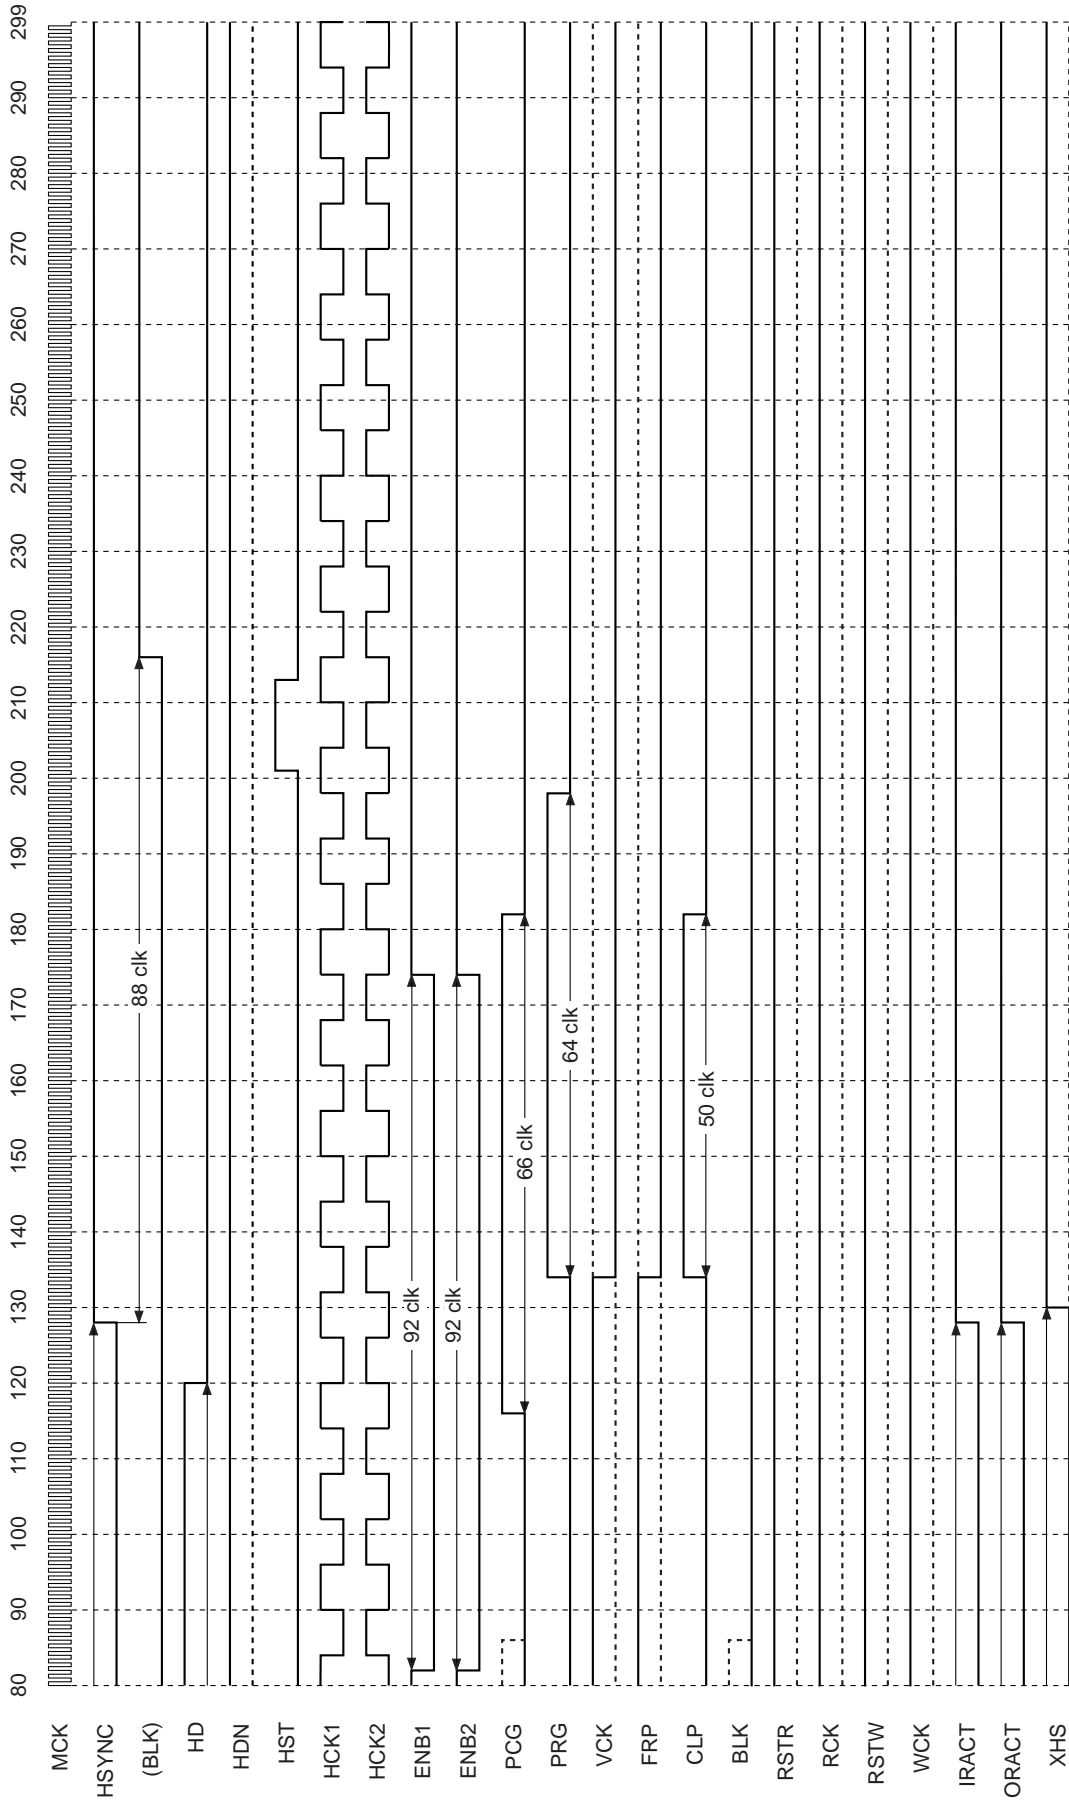 80 90 100 110 120 130 140 150 160 170 180 190 200 210 220 230 240 250 260 270 280 290 299
MCK
HSYNC
(BLK)
88 clk
HD
HDN
HST
HCK1
HCK2
ENB1
92 clk
ENB2
92 clk
PCG
66 clk
PRG
64 clk
VCK
FRP
CLP
50 clk
BLK
RSTR
RCK
RSTW
WCK
IRACT
ORACT
XHS